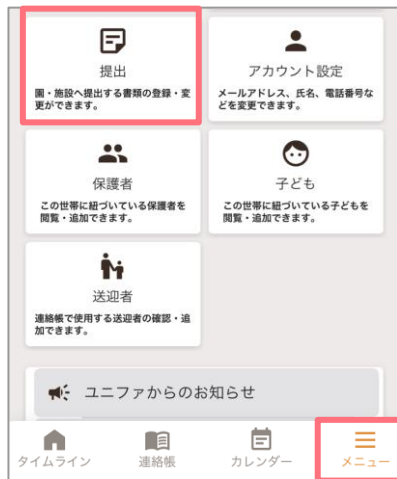 提出
園・施設へ提出する書類の登録・変
更ができます。
アカウント設定
メールアドレス、氏名、電話番号な
どを変更できます。
保護者
この世帯に紐づいている保護者を
閲覧・追加できます。
子ども
この世帯に紐づいている子どもを
閲覧・追加できます。
送迎者
連絡帳で使用する送迎者の確認・追
加できます。
ユニファからのお知らせ
タイムライン
連絡帳
カレンダー
メニュー